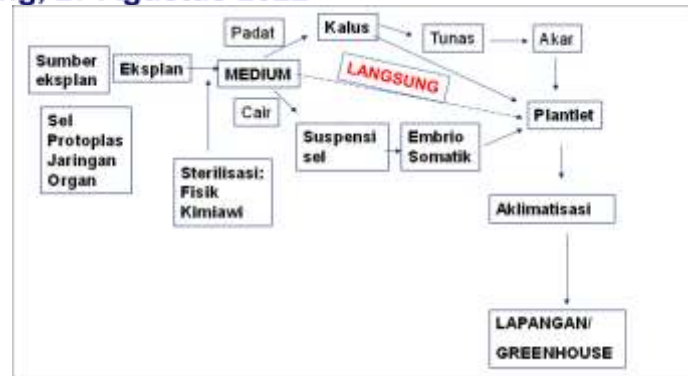 Padat
Kalus
Tunas
Akar
Sumber
eksplan
Eksplan
MEDIUM
LANGSUNG
Cair
Plantlet
Sel
Protoplas
Jaringan
Organ
Suspensi
sel
Embrio
Somatik
Sterilisasi:
Fisik
Kimiawi
Aklimatisasi
LAPANGAN/
GREENHOUSE